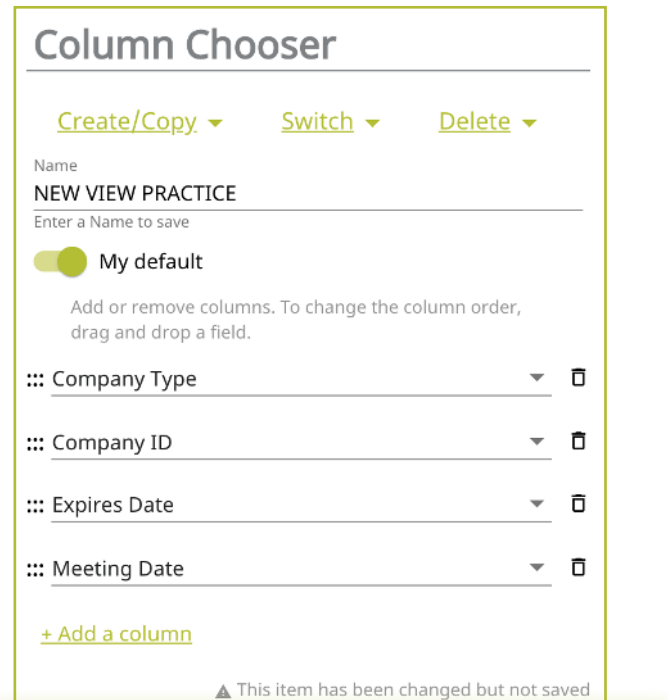 Column Chooser
Create/Copy Switch Delete
Name
NEW VIEW PRACTICE
Enter a Name to save
My default
Add or remove columns. To change the column order,
drag and drop a field.
Company Type
Company ID
Expires Date
Meeting Date
+ Add a column
This item has been changed but not saved